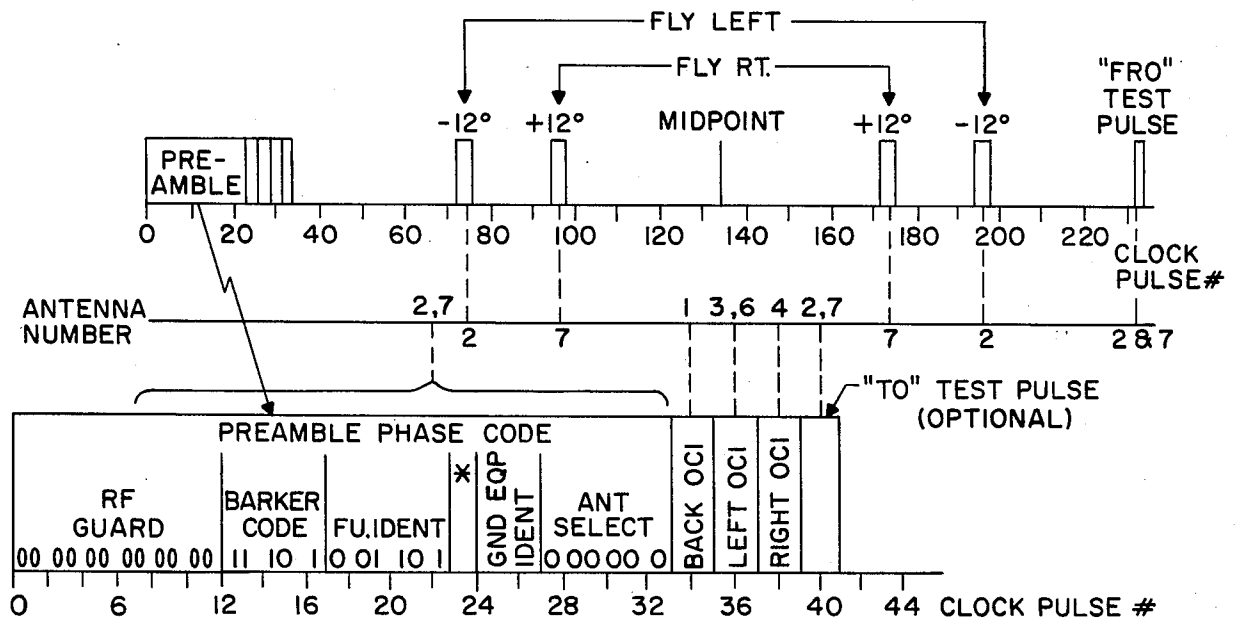 FLY LEFT
FLY RT.
"FRO"
TEST
PULSE
-12° +12° MIDPOINT +12° -12°
PRE-
AMBLE
0 20 40 60 80 100 120 140 160 180 200 220
CLOCK
PULSE#
ANTENNA
NUMBER
2,7 1 3,6 4 2,7
2 7 7 2 2&7
"TO" TEST PULSE
(OPTIONAL)
PREAMBLE PHASE CODE
RF
GUARD
00 00 00 00 00 00
BARKER
CODE
11 10 1
FU.IDENT
0 01 10 1
*
GND EQP
IDENT
ANT
SELECT
0 00 00 0
BACK OCI
LEFT OCI
RIGHT OCI
0 6 12 16 20 24 28 32 36 40 44 CLOCK PULSE #